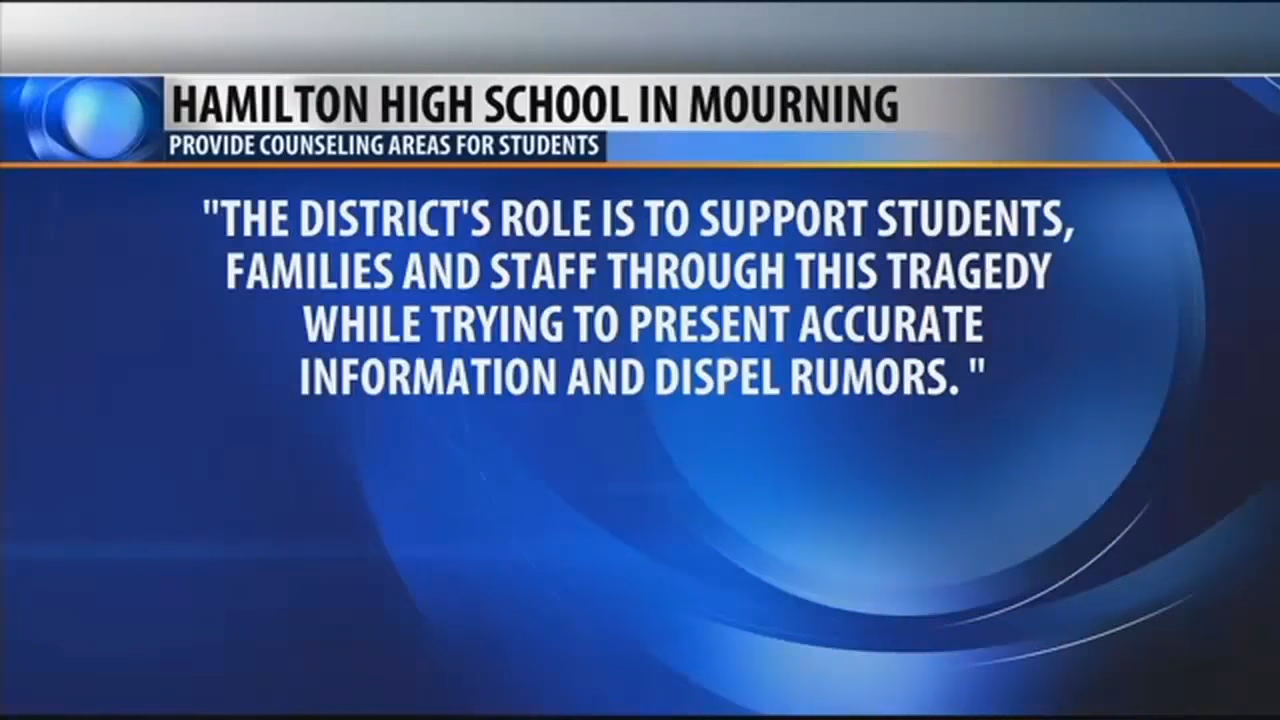 HAMILTON HIGH SCHOOL IN MOURNING
PROVIDE COUNSELING AREAS FOR STUDENTS
"THE DISTRICT'S ROLE IS TO SUPPORT STUDENTS,
FAMILIES AND STAFF THROUGH THIS TRAGEDY
WHILE TRYING TO PRESENT ACCURATE
INFORMATION AND DISPEL RUMORS. "